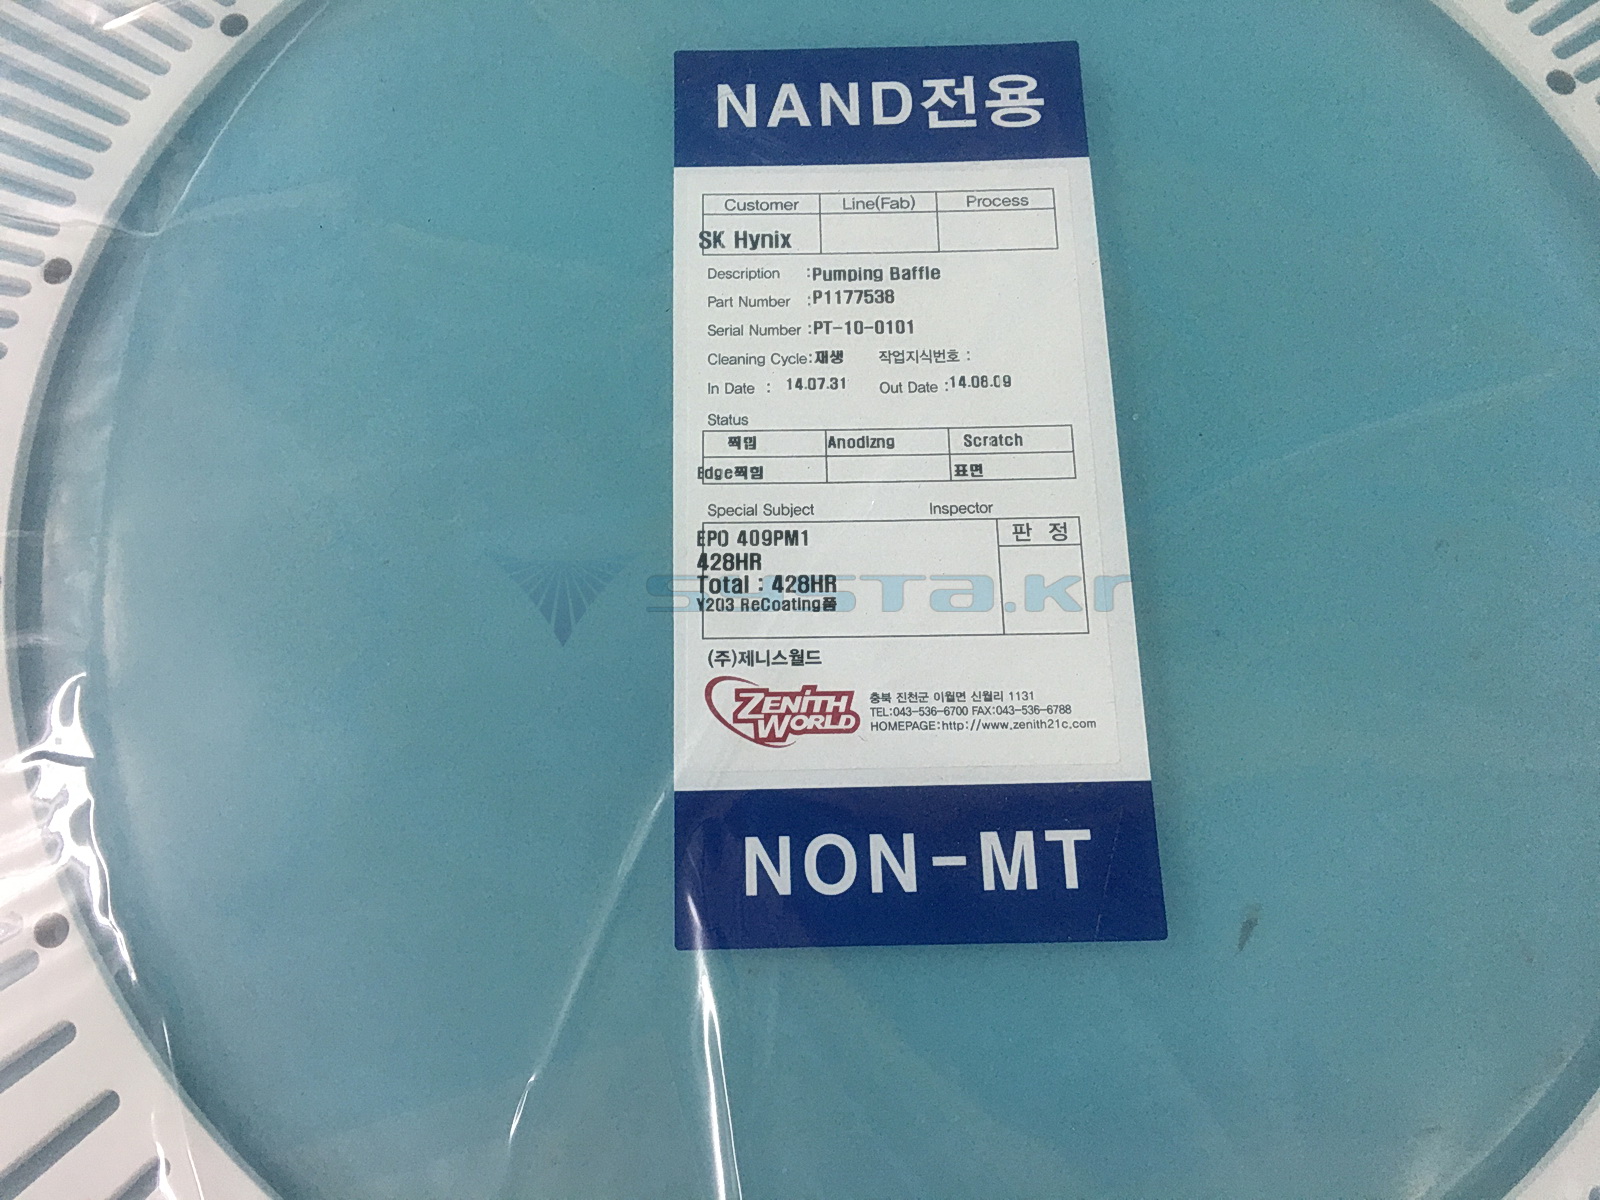 NAND전용
Customer Line(Fab) Process
SK Hynix
Description :Pumping Baffle
Part Number :P1177538
Serial Number :PT-10-0101
Cleaning Cycle:재생 작업지식번호 :
In Date : 14.07.31 Out Date :14.08.09
Status
찍힘 Anodizng Scratch
Edge찍힘 표면
Special Subject Inspector
EPO 409PM1 판 정
428HR
Total : 428HR
Y203 ReCoating품
(주)제니스월드
ZENITH WORLD
충북 진천군 이월면 신월리 1131
TEL:043-536-6700 FAX:043-536-6788
HOMEPAGE:http://www.zenith21c.com
NON-MT